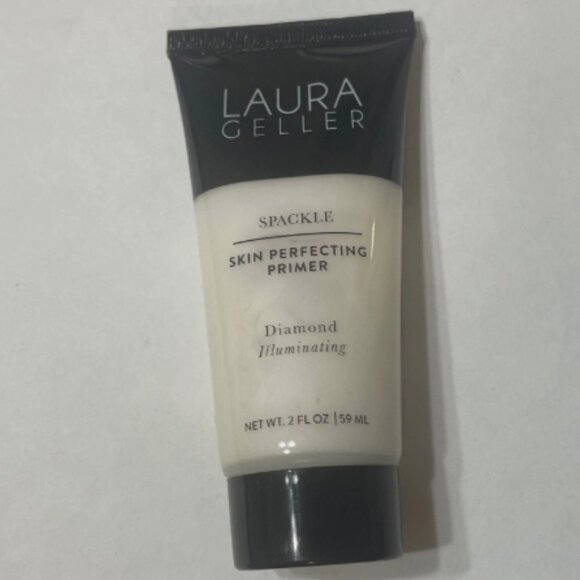 LAURA
GELLER
SPACKLE
SKIN PERFECTING
PRIMER
Diamond
Illuminating
NET WT. 2 FL OZ | 59 ML